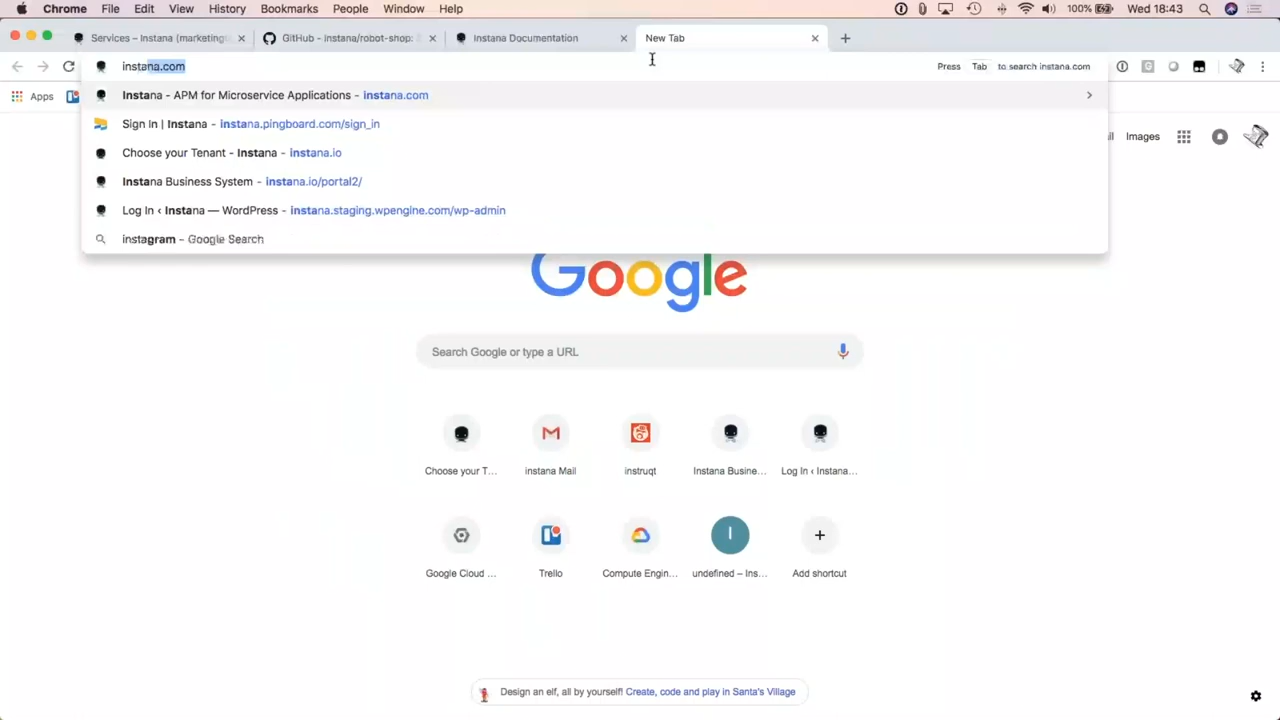 Chrome File Edit View History Bookmarks People Window Help 100% Wed 18:43
Services – Instana (marketing
GitHub - instana/robot-shop:
Instana Documentation
New Tab
instana.com
Press Tab to search instana.com
Apps
Instana - APM for Microservice Applications - instana.com
Sign In | Instana - instana.pingboard.com/sign_in
Images
Choose your Tenant - Instana - instana.io
Instana Business System - instana.io/portal2/
Log In ‹ Instana — WordPress - instana.staging.wpengine.com/wp-admin
instagram - Google Search
Google
Search Google or type a URL
Choose your T... instana Mail instruqt Instana Busine... Log In ‹ Instana...
Google Cloud ... Trello Compute Engin... undefined – Ins... Add shortcut
Design an elf, all by yourself! Create, code and play in Santa's Village